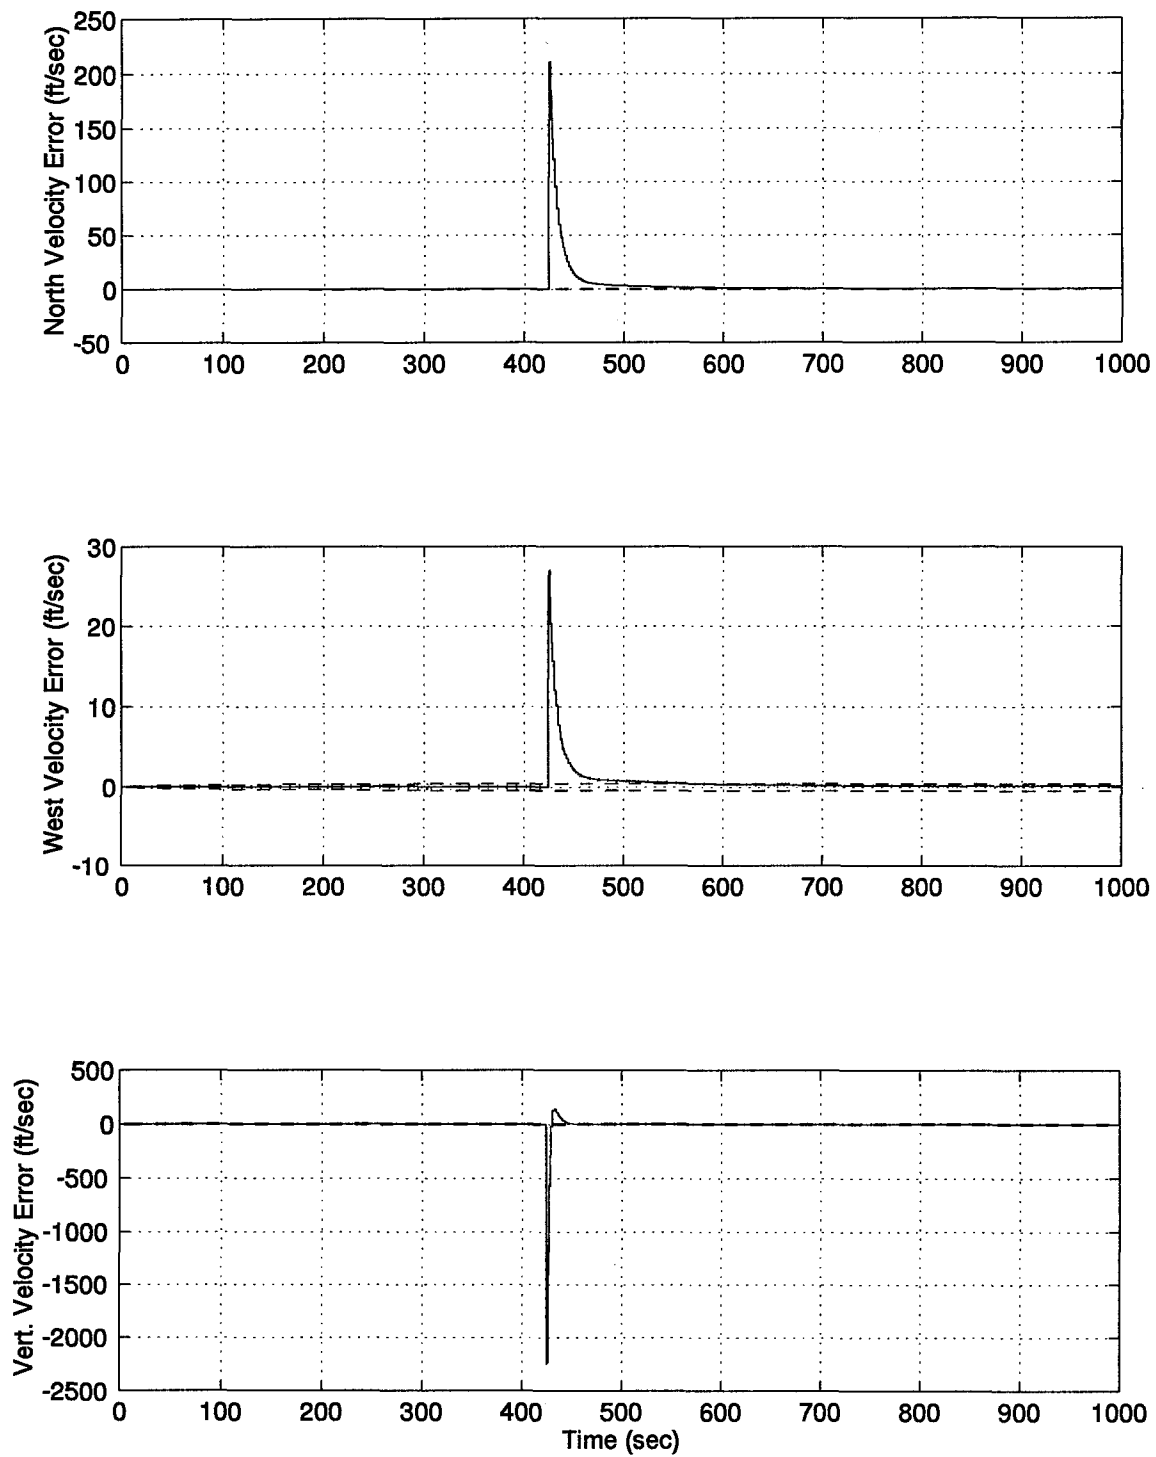 North Velocity Error (ft/sec)
250
200
150
100
50
0
-50
0 100 200 300 400 500 600 700 800 900 1000
West Velocity Error (ft/sec)
30
20
10
0
-10
0 100 200 300 400 500 600 700 800 900 1000
Vert. Velocity Error (ft/sec)
500
0
-500
-1000
-1500
-2000
-2500
0 100 200 300 400 500 600 700 800 900 1000
Time (sec)